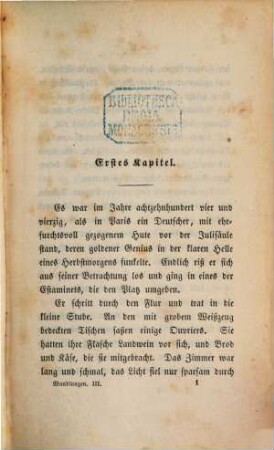 BIBLIOTHECA
REGIA
MONACENSIS
Erstes Kapitel.
Es war im Jahre achtzehnhundert vier und
vierzig, als in Paris ein Deutscher, mit ehr-
furchtsvoll gezogenem Hute vor der Julisäule
stand, deren goldener Genius in der klaren Helle
eines Herbstmorgens funkelte. Endlich riß er sich
aus seiner Betrachtung los und ging in eines der
Estaminets, die den Platz umgeben.
Er schritt durch den Flur und trat in die
kleine Stube. An den mit grobem Weißzeug
bedeckten Tischen saßen einige Ouvriers. Sie
hatten ihre Flasche Landwein vor sich, und Brod
und Käse, die sie mitgebracht. Das Zimmer war
lang und schmal, das Licht fiel nur sparsam durch
Wandlungen. III. 1